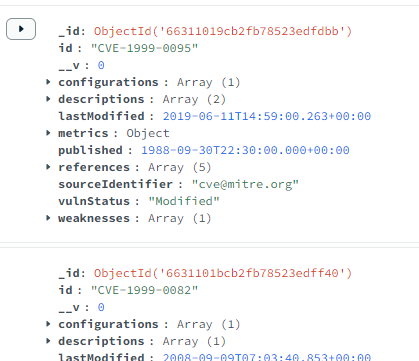 _id: ObjectId('66311019cb2fb78523edfdbb')
id : "CVE-1999-0095"
__v : 0
configurations : Array (1)
descriptions : Array (2)
lastModified : 2019-06-11T14:59:00.263+00:00
metrics : Object
published : 1988-09-30T22:30:00.000+00:00
references : Array (5)
sourceIdentifier : "cve@mitre.org"
vulnStatus : "Modified"
weaknesses : Array (1)
_id: ObjectId('6631101bcb2fb78523edff40')
id : "CVE-1999-0082"
__v : 0
configurations : Array (1)
descriptions : Array (1)
lastModified : 2008-09-09T07:03:40.853+00:00